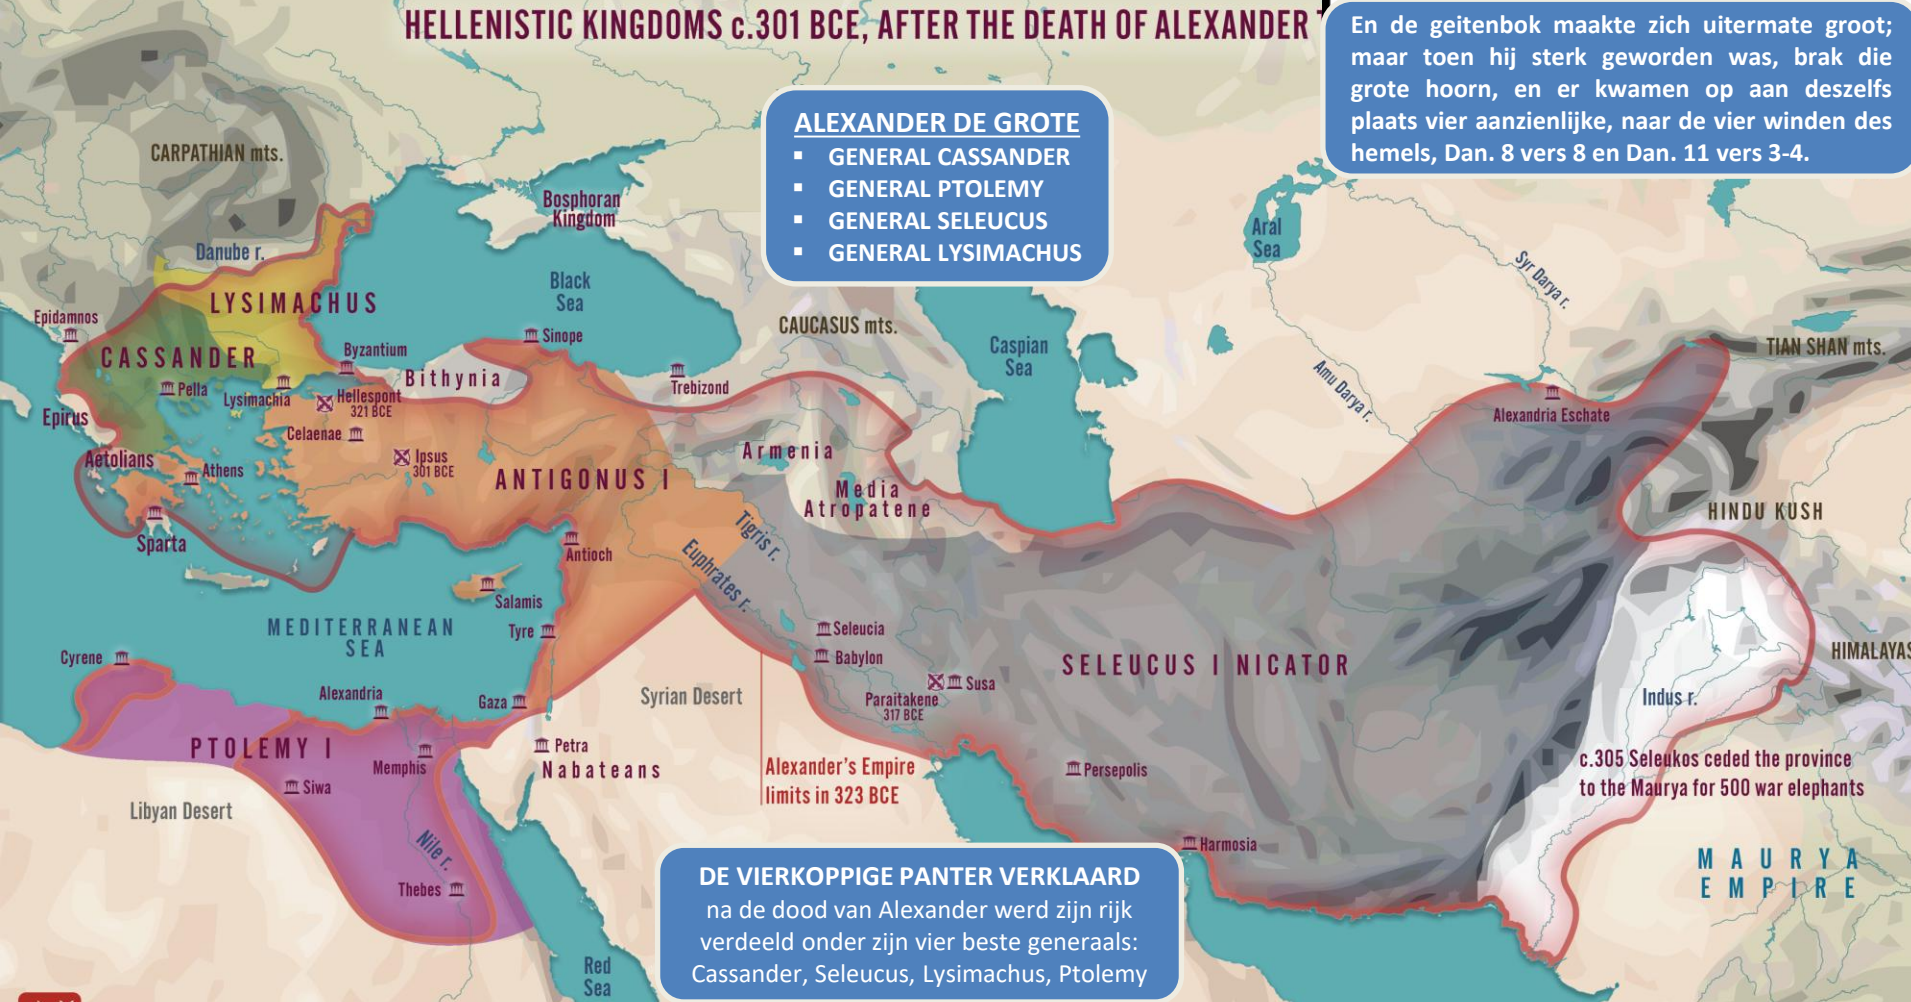 HELLENISTIC KINGDOMS c.301 BCE, AFTER THE DEATH OF ALEXANDER
En de geitenbok maakte zich uitermate groot;
maar toen hij sterk geworden was, brak die
grote hoorn, en er kwamen op aan deszelfs
plaats vier aanzienlijke, naar de vier winden des
hemels, Dan. 8 vers 8 en Dan. 11 vers 3-4.
ALEXANDER DE GROTE
▪ GENERAL CASSANDER
▪ GENERAL PTOLEMY
▪ GENERAL SELEUCUS
▪ GENERAL LYSIMACHUS
CARPATHIAN mts.
Bosphoran
Kingdom
Danube r.
Aral
Sea
Syr Darya r.
Black
Sea
LYSIMACHUS
Epidamnos
CAUCASUS mts.
Sinope
Caspian
Sea
TIAN SHAN mts.
CASSANDER
Byzantium
Bithynia
Trebizond
Amu Darya r.
Pella
Lysimachia
Hellespont
321 BCE
Alexandria Eschate
Epirus
Celaenae
Armenia
Aetolians
Athens
Ipsus
301 BCE
ANTIGONUS I
Media
Atropatene
HINDU KUSH
Sparta
Tigris r.
Antioch
Euphrates r.
Salamis
MEDITERRANEAN
SEA
Tyre
Seleucia
Babylon
Cyrene
SELEUCUS I NICATOR
HIMALAYAS
Alexandria
Gaza
Syrian Desert
Susa
Paraitakene
317 BCE
Indus r.
PTOLEMY I
Memphis
Petra
Nabateans
Siwa
Alexander's Empire
limits in 323 BCE
Persepolis
c.305 Seleukos ceded the province
to the Maurya for 500 war elephants
Libyan Desert
Nile r.
Harmosia
MAURYA
EMPIRE
Thebes
DE VIERKOPPIGE PANTER VERKLAARD
na de dood van Alexander werd zijn rijk
verdeeld onder zijn vier beste generaals:
Cassander, Seleucus, Lysimachus, Ptolemy
Red
Sea